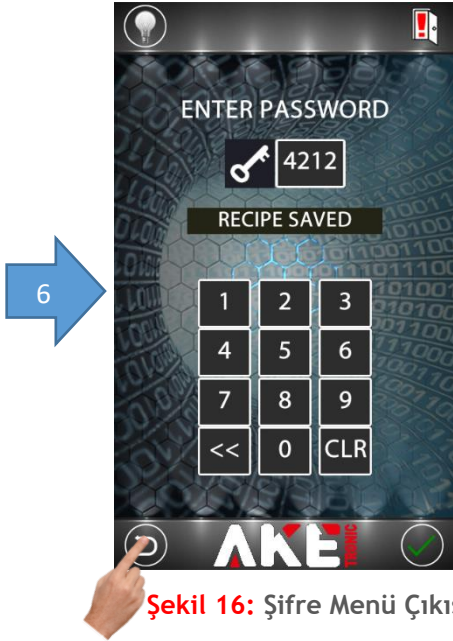 ENTER PASSWORD
4212
RECIPE SAVED
6
1 2 3
4 5 6
7 8 9
<< 0 CLR
AKE TRONIC
Şekil 16: Şifre Menü